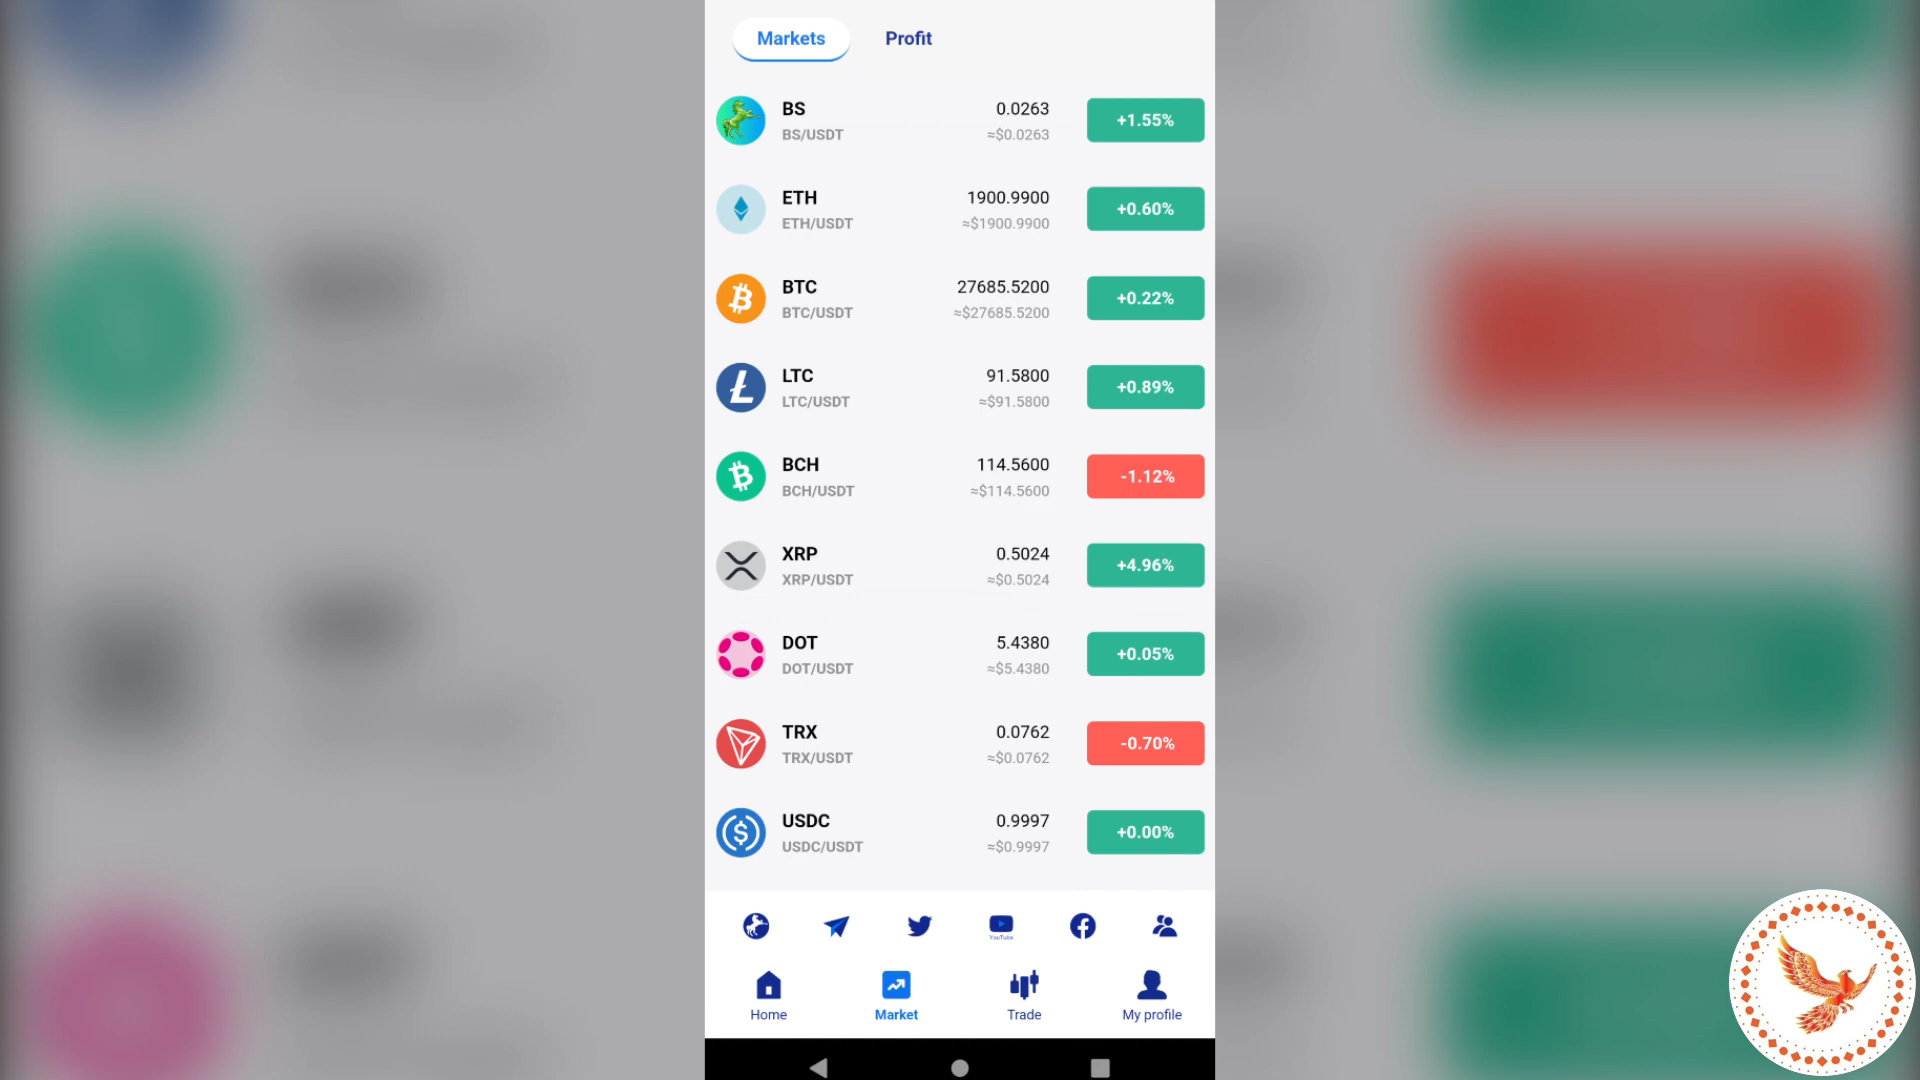 Markets Profit
BS 0.0263 +1.55%
BS/USDT ≈$0.0263
ETH 1900.9900 +0.60%
ETH/USDT ≈$1900.9900
BTC 27685.5200 +0.22%
BTC/USDT ≈$27685.5200
LTC 91.5800 +0.89%
LTC/USDT ≈$91.5800
BCH 114.5600 -1.12%
BCH/USDT ≈$114.5600
XRP 0.5024 +4.96%
XRP/USDT ≈$0.5024
DOT 5.4380 +0.05%
DOT/USDT ≈$5.4380
TRX 0.0762 -0.70%
TRX/USDT ≈$0.0762
USDC 0.9997 +0.00%
USDC/USDT ≈$0.9997
YouTube
Home Market Trade My profile